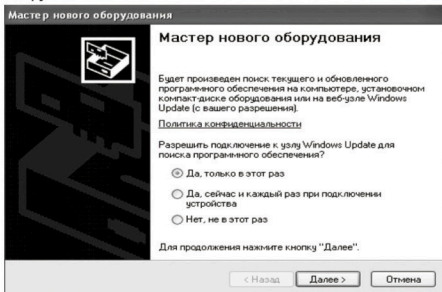 Мастер нового оборудования
Мастер нового оборудования
Будет произведен поиск текущего и обновленного
программного обеспечения на компьютере, установочном
компакт-диске оборудования или на веб-узле Windows
Update (с вашего разрешения).
Политика конфиденциальности
Разрешить подключение к узлу Windows Update для
поиска программного обеспечения?
Да, только в этот раз
Да, сейчас и каждый раз при подключении
устройства
Нет, не в этот раз
Для продолжения нажмите кнопку "Далее".
< Назад Далее > Отмена